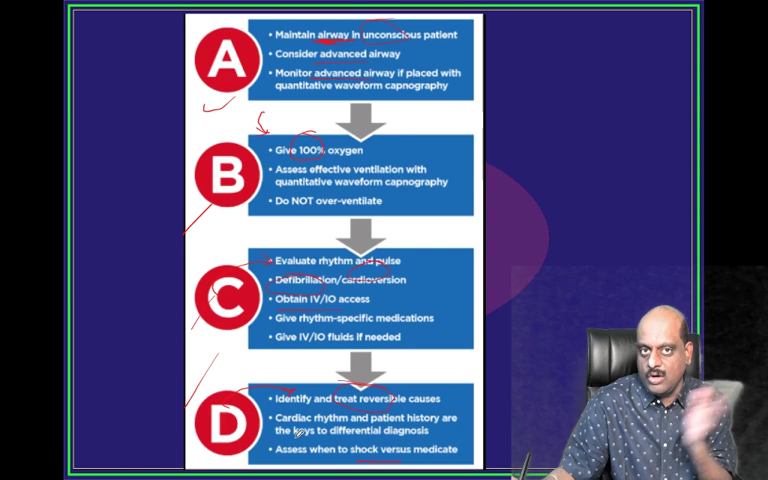 A
• Maintain airway in unconscious patient
• Consider advanced airway
• Monitor advanced airway if placed with
quantitative waveform capnography
B
• Give 100% oxygen
• Assess effective ventilation with
quantitative waveform capnography
• Do NOT over-ventilate
C
• Evaluate rhythm and pulse
• Defibrillation/cardioversion
• Obtain IV/IO access
• Give rhythm-specific medications
• Give IV/IO fluids if needed
D
• Identify and treat reversible causes
• Cardiac rhythm and patient history are
the keys to differential diagnosis
• Assess when to shock versus medicate